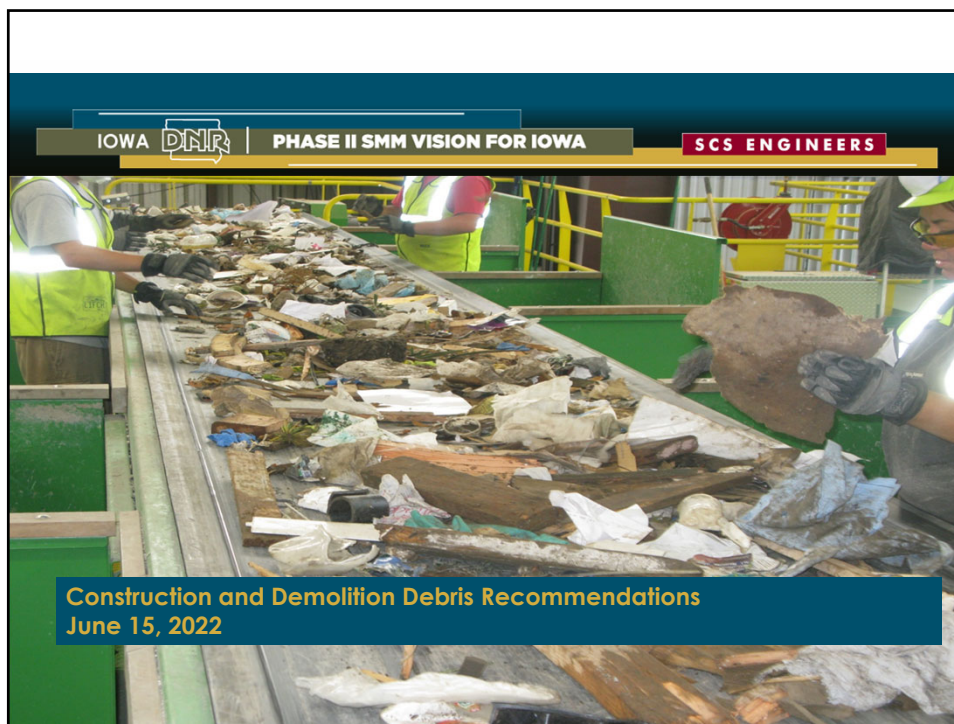 IOWA DNR | PHASE II SMM VISION FOR IOWA
SCS ENGINEERS
Construction and Demolition Debris Recommendations
June 15, 2022